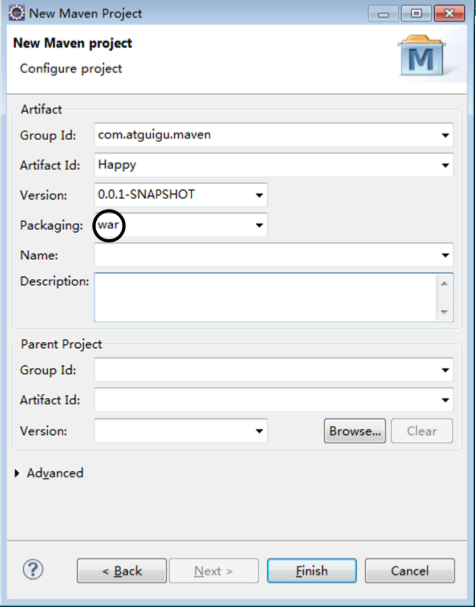 New Maven Project
New Maven project
Configure project
M
Artifact
Group Id: com.atguigu.maven
Artifact Id: Happy
Version: 0.0.1-SNAPSHOT
Packaging: war
Name:
Description:
Parent Project
Group Id:
Artifact Id:
Version: Browse... Clear
Advanced
? < Back Next > Finish Cancel